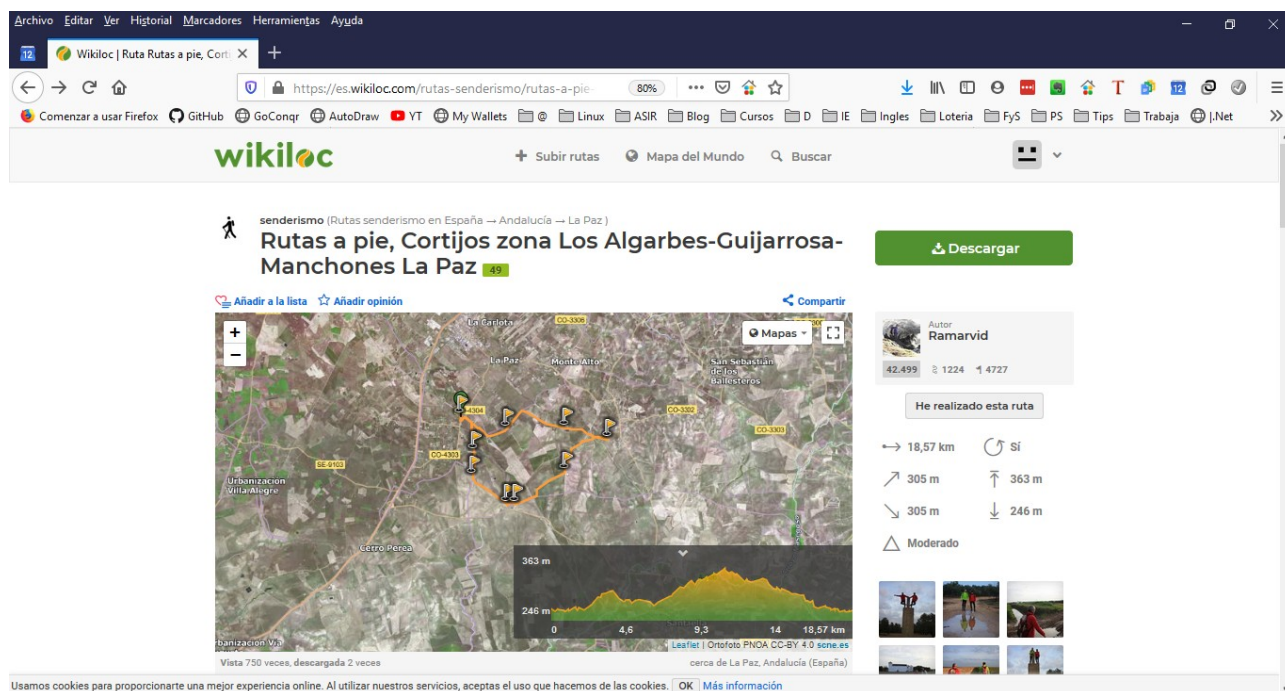 Archivo Editar Ver Historial Marcadores Herramientas Ayuda
12 Wikiloc | Ruta Rutas a pie, Corti
https://es.wikiloc.com/rutas-senderismo/rutas-a-pie- 80%
Comenzar a usar Firefox GitHub GoConqr AutoDraw YT My Wallets @ Linux ASIR Blog Cursos D IE Ingles Loteria FyS PS Tips Trabaja |.Net
wikiloc
Subir rutas Mapa del Mundo Buscar
senderismo (Rutas senderismo en España → Andalucía → La Paz )
Rutas a pie, Cortijos zona Los Algarbes-Guijarrosa-
Manchones La Paz 49
Descargar
Añadir a la lista Añadir opinión Compartir
+
−
Mapas
La Carlota CO-3306
La Paz Monte Alto
San Sebastián
de los
Ballesteros
-4304 CO-3302
CO-3303
CO-4303
SE-9103
Urbanización
Villa Alegre
Cerro Perea
363 m
246 m
0 4,6 9,3 14 18,57 km
Leaflet | Ortofoto PNOA CC-BY 4.0 scne.es
Vista 750 veces, descargada 2 veces cerca de La Paz, Andalucía (España)
Autor
Ramarvid
42.499 1224 4727
He realizado esta ruta
18,57 km Sí
305 m 363 m
305 m 246 m
Moderado
Usamos cookies para proporcionarte una mejor experiencia online. Al utilizar nuestros servicios, aceptas el uso que hacemos de las cookies. OK Más información